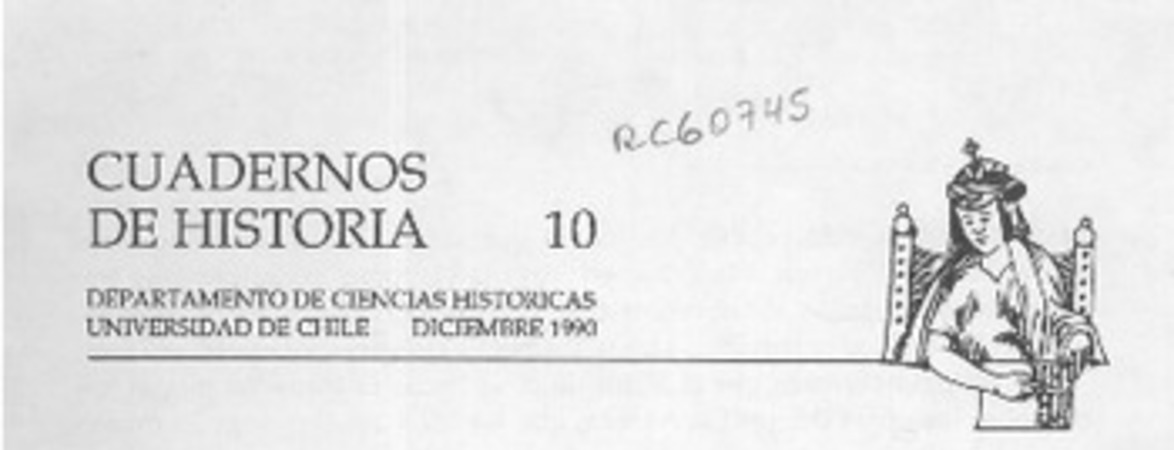 RC60745
CUADERNOS
DE HISTORIA 10
DEPARTAMENTO DE CIENCIAS HISTORICAS
UNIVERSIDAD DE CHILE DICIEMBRE 1990